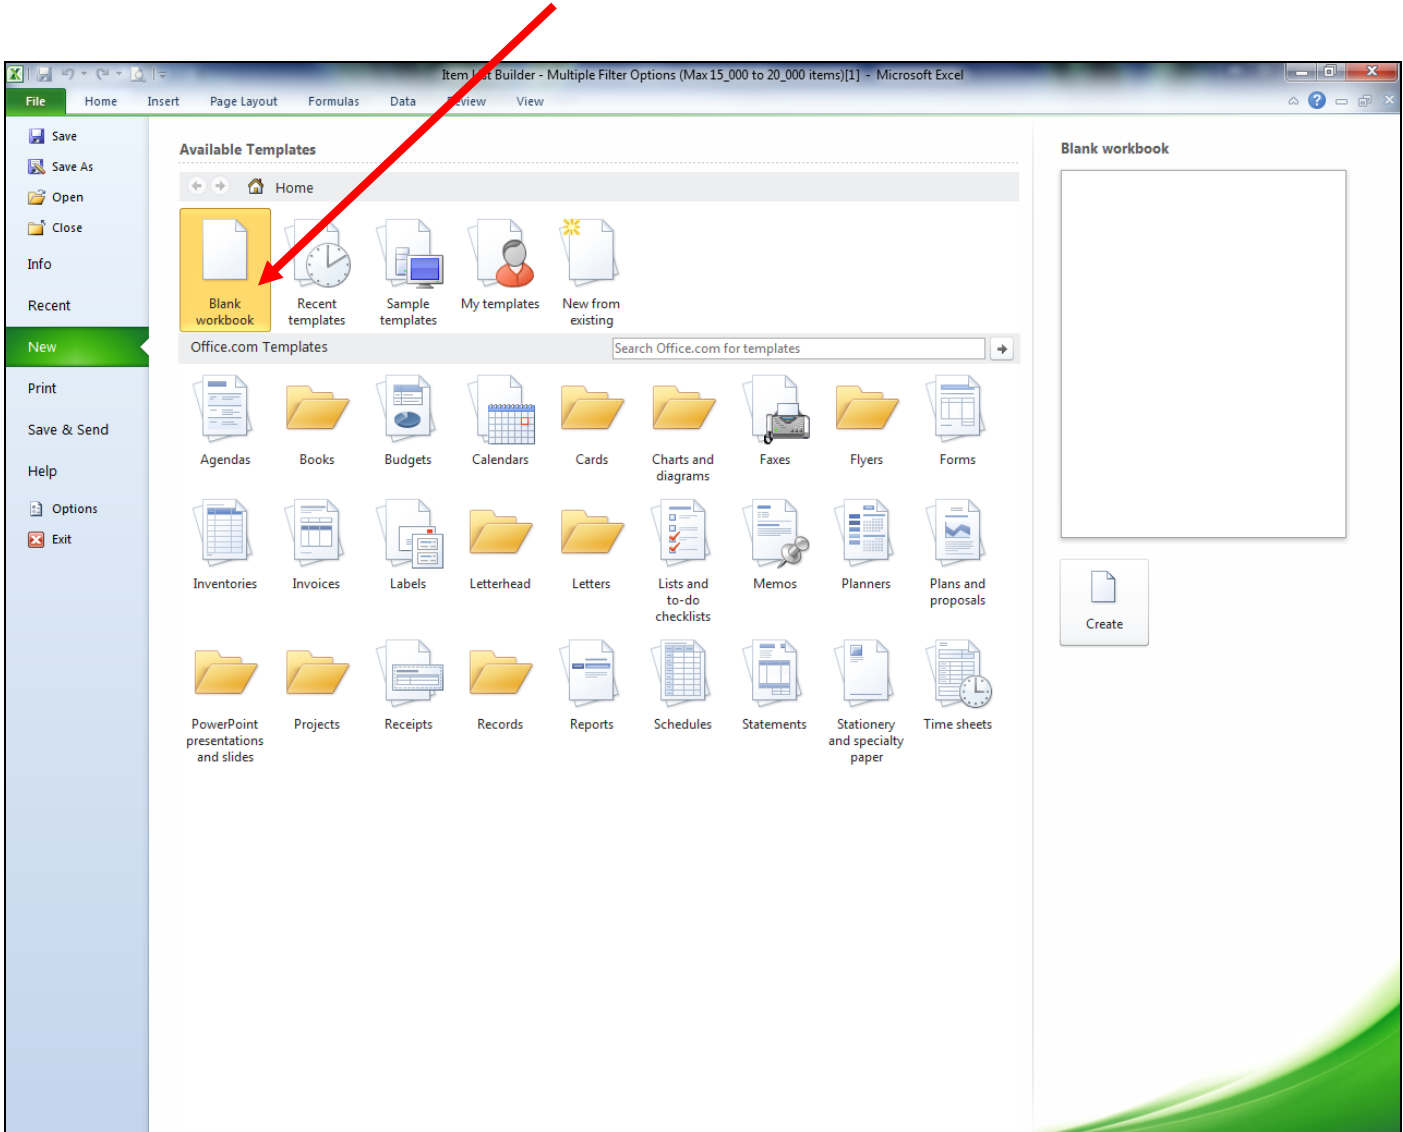 Item List Builder - Multiple Filter Options (Max 15_000 to 20_000 items)[1] - Microsoft Excel
File Home Insert Page Layout Formulas Data Review View
Save
Save As
Open
Close
Info
Recent
New
Print
Save & Send
Help
Options
Exit
Available Templates
Home
Blank workbook
Recent templates
Sample templates
My templates
New from existing
Office.com Templates
Search Office.com for templates
Agendas
Books
Budgets
Calendars
Cards
Charts and diagrams
Faxes
Flyers
Forms
Inventories
Invoices
Labels
Letterhead
Letters
Lists and to-do checklists
Memos
Planners
Plans and proposals
PowerPoint presentations and slides
Projects
Receipts
Records
Reports
Schedules
Statements
Stationery and specialty paper
Time sheets
Blank workbook
Create